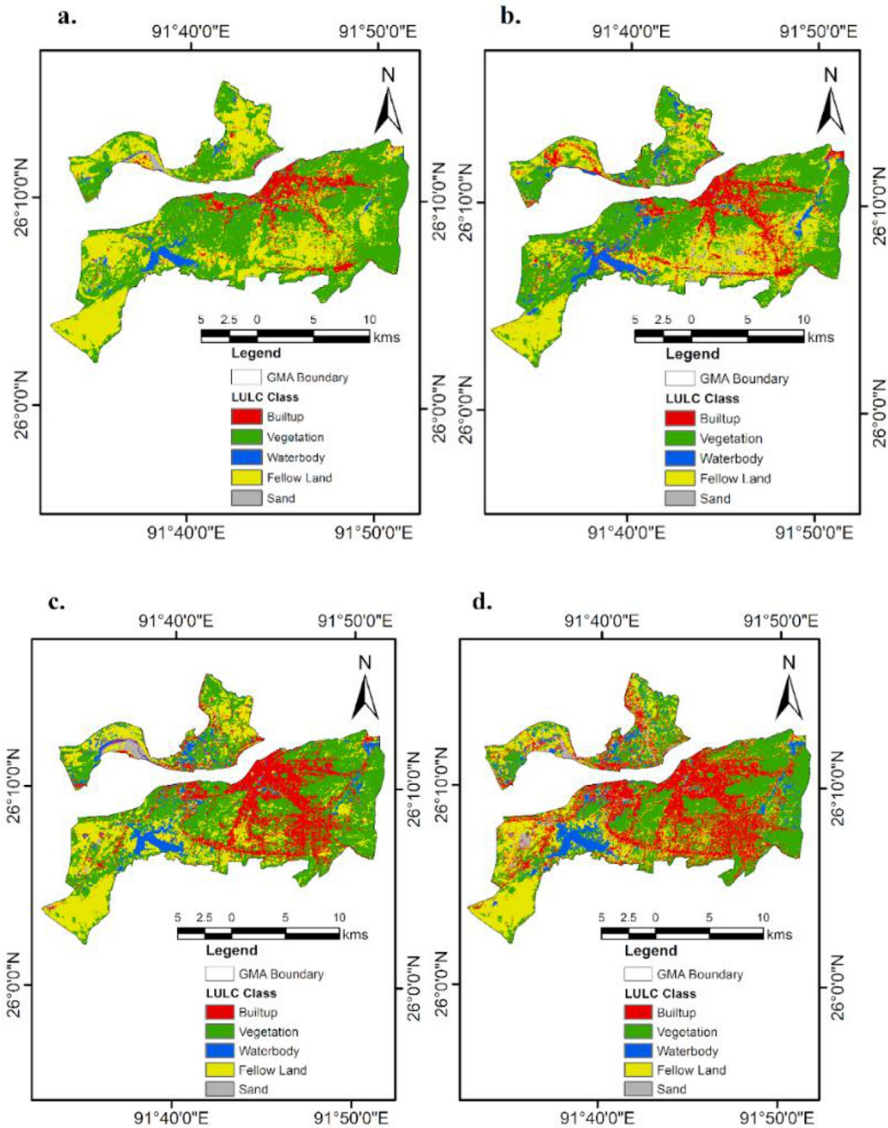 a.
91°40'0"E 91°50'0"E
N
26°10'0"N 26°10'0"N
5 2.5 0 5 10
kms
Legend
GMA Boundary
LULC Class
Builtup
Vegetation
Waterbody
Fellow Land
Sand
26°0'0"N 26°0'0"N
91°40'0"E 91°50'0"E
b.
91°40'0"E 91°50'0"E
N
26°10'0"N 26°10'0"N
5 2.5 0 5 10
kms
Legend
GMA Boundary
LULC Class
Builtup
Vegetation
Waterbody
Fellow Land
Sand
26°0'0"N 26°0'0"N
91°40'0"E 91°50'0"E
c.
91°40'0"E 91°50'0"E
N
26°10'0"N 26°10'0"N
5 2.5 0 5 10
kms
Legend
GMA Boundary
LULC Class
Builtup
Vegetation
Waterbody
Fellow Land
Sand
26°0'0"N 26°0'0"N
91°40'0"E 91°50'0"E
d.
91°40'0"E 91°50'0"E
N
26°10'0"N 26°10'0"N
5 2.5 0 5 10
kms
Legend
GMA Boundary
LULC Class
Builtup
Vegetation
Waterbody
Fellow Land
Sand
26°0'0"N 26°0'0"N
91°40'0"E 91°50'0"E